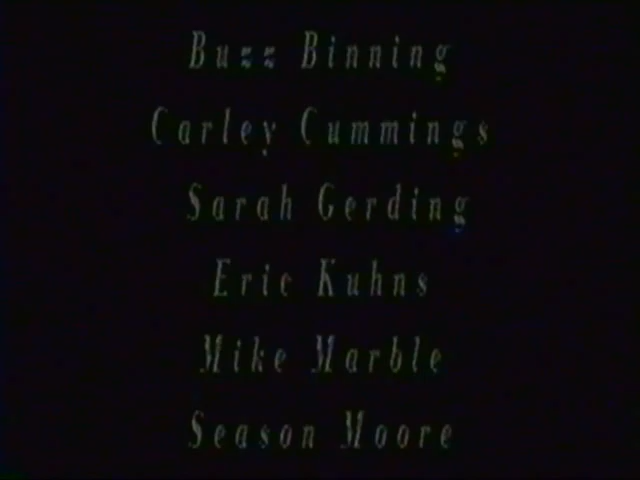 Buzz Binning
Carley Cummings
Sarah Gerding
Eric Kuhns
Mike Marble
Season Moore